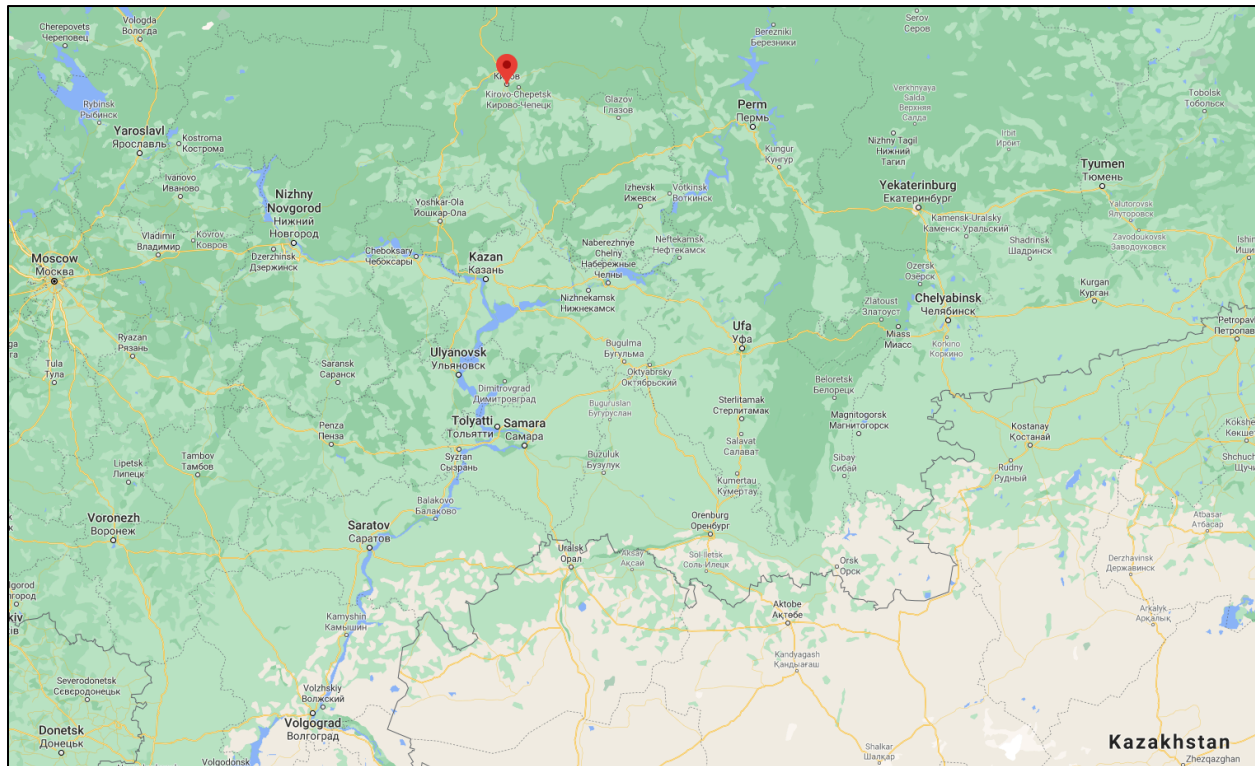 Cherepovets
Череповец
Vologda
Вологда
Serov
Серов
Berezniki
Березники
Kirovo-Chepetsk
Кирово-Чепецк
Glazov
Глазов
Perm
Пермь
Verkhnyaya
Salda
Верхняя
Салда
Tobolsk
Тобольск
Rybinsk
Рыбинск
Yaroslavl
Ярославль
Kostroma
Кострома
Kungur
Кунгур
Nizhny Tagil
Нижний
Тагил
Irbit
Ирбит
Tyumen
Тюмень
Ivanovo
Иваново
Nizhny
Novgorod
Нижний
Новгород
Yoshkar-Ola
Йошкар-Ола
Izhevsk
Ижевск
Votkinsk
Воткинск
Yekaterinburg
Екатеринбург
Yalutorovsk
Ялуторовск
Kamensk-Uralsky
Каменск-Уральский
Vladimir
Владимир
Kovrov
Ковров
Dzerzhinsk
Дзержинск
Cheboksary
Чебоксары
Kazan
Казань
Naberezhnye
Chelny
Набережные
Челны
Neftekamsk
Нефтекамск
Shadrinsk
Шадринск
Zavodoukovsk
Заводоуковск
Ishi
Иши
Moscow
Москва
Nizhnekamsk
Нижнекамск
Ozersk
Озерск
Zlatoust
Златоуст
Chelyabinsk
Челябинск
Kurgan
Курган
Ryazan
Рязань
Ufa
Уфа
Miass
Миасс
Korkino
Коркино
Petropav
Петропав
Tula
Тула
Saransk
Саранск
Ulyanovsk
Ульяновск
Bugulma
Бугульма
Oktyabrsky
Октябрьский
Dimitrovgrad
Димитровград
Beloretsk
Белорецк
Buguruslan
Бугуруслан
Sterlitamak
Стерлитамак
Magnitogorsk
Магнитогорск
Penza
Пенза
Tolyatti
Тольятти
Samara
Самара
Kostanay
Қостанай
Salavat
Салават
Lipetsk
Липецк
Tambov
Тамбов
Syzran
Сызрань
Buzuluk
Бузулук
Sibay
Сибай
Rudny
Рудный
Kumertau
Кумертау
Balakovo
Балаково
Voronezh
Воронеж
Saratov
Саратов
Orenburg
Оренбург
Atbasar
Атбасар
Uralsk
Орал
Aksay
Ақсай
Sol-Iletsk
Соль-Илецк
Orsk
Орск
Derzhavinsk
Державинск
Kamyshin
Камышин
Aktobe
Ақтөбе
Arkalyk
Арқалық
Kandyagash
Қандыағаш
Severodonetsk
Сєвєродонецьк
Volzhskiy
Волжский
Volgograd
Волгоград
Donetsk
Донецьк
Volgodonsk
Shalkar
Шалқар
Kazakhstan
Zhezqazghan